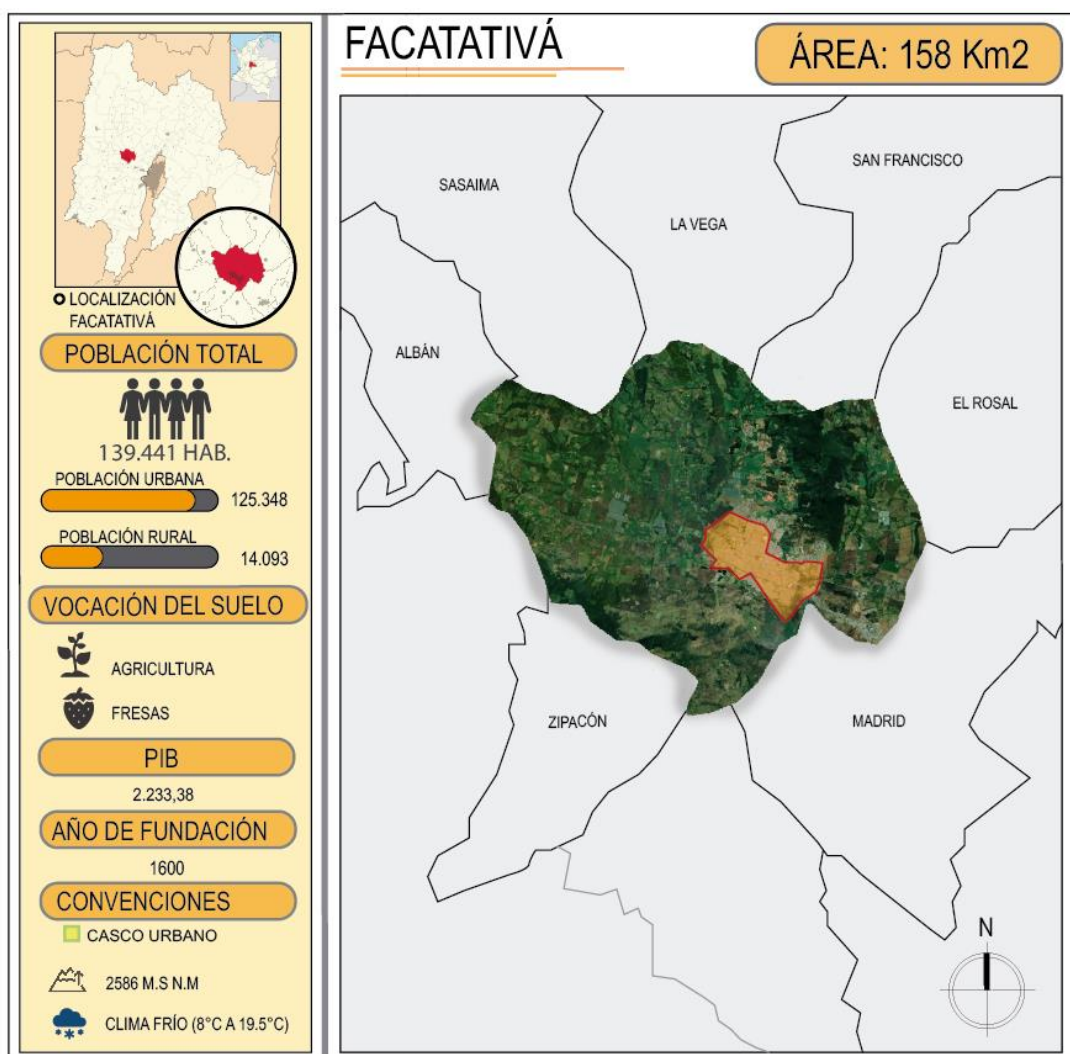 LOCALIZACIÓN
FACATATIVÁ
POBLACIÓN TOTAL
139.441 HAB.
POBLACIÓN URBANA
125.348
POBLACIÓN RURAL
14.093
VOCACIÓN DEL SUELO
AGRICULTURA
FRESAS
PIB
2.233,38
AÑO DE FUNDACIÓN
1600
CONVENCIONES
CASCO URBANO
2586 M.S N.M
CLIMA FRÍO (8°C A 19.5°C)
FACATATIVÁ
ÁREA: 158 Km2
SAN FRANCISCO
SASAIMA
LA VEGA
ALBÁN
EL ROSAL
ZIPACÓN
MADRID
N